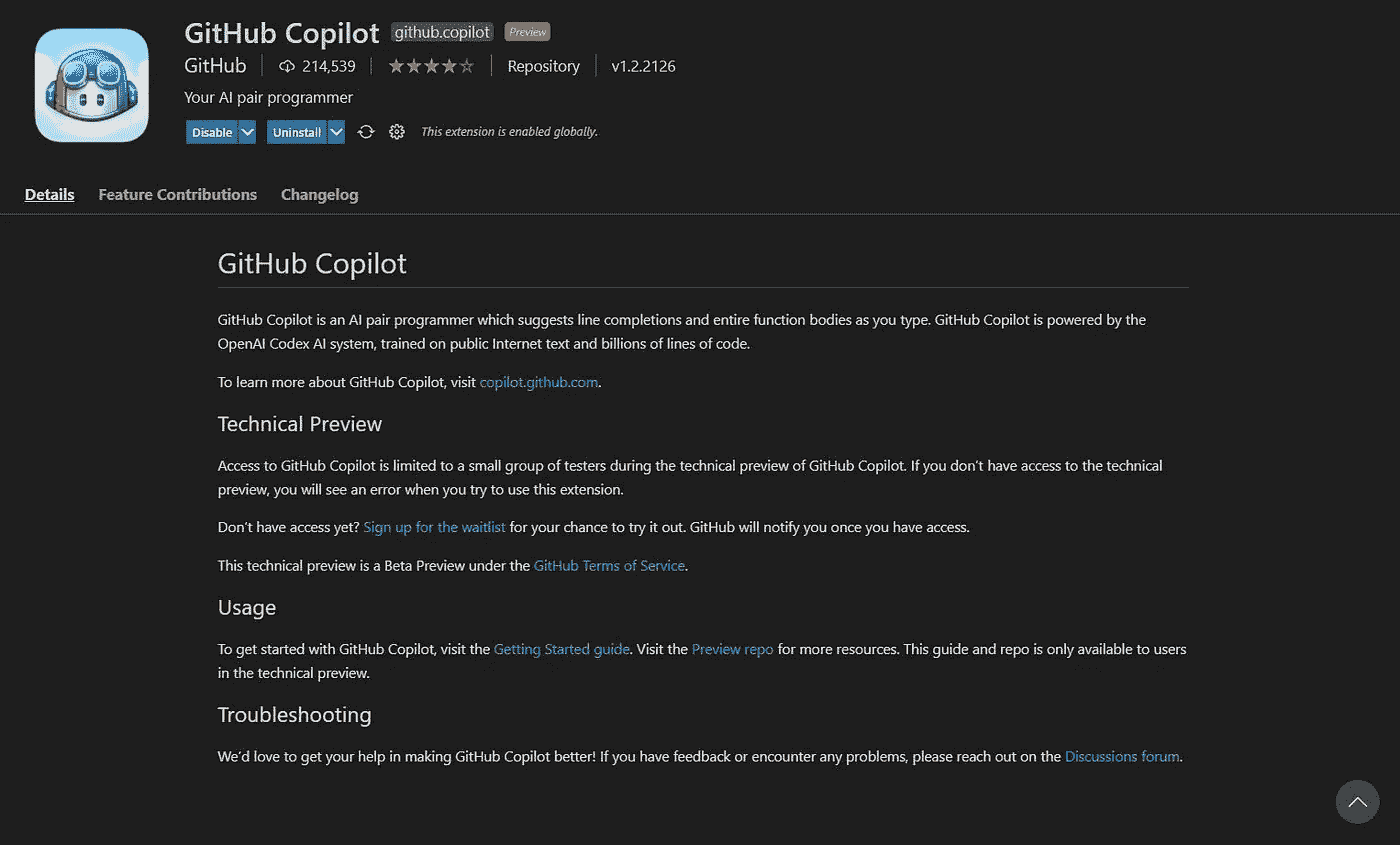 GitHub Copilot github.copilot Preview
GitHub 214,539 Repository v1.2.2126
Your AI pair programmer
Disable Uninstall This extension is enabled globally.
Details Feature Contributions Changelog
GitHub Copilot
GitHub Copilot is an AI pair programmer which suggests line completions and entire function bodies as you type. GitHub Copilot is powered by the
OpenAI Codex AI system, trained on public Internet text and billions of lines of code.
To learn more about GitHub Copilot, visit copilot.github.com.
Technical Preview
Access to GitHub Copilot is limited to a small group of testers during the technical preview of GitHub Copilot. If you don't have access to the technical
preview, you will see an error when you try to use this extension.
Don't have access yet? Sign up for the waitlist for your chance to try it out. GitHub will notify you once you have access.
This technical preview is a Beta Preview under the GitHub Terms of Service.
Usage
To get started with GitHub Copilot, visit the Getting Started guide. Visit the Preview repo for more resources. This guide and repo is only available to users
in the technical preview.
Troubleshooting
We'd love to get your help in making GitHub Copilot better! If you have feedback or encounter any problems, please reach out on the Discussions forum.